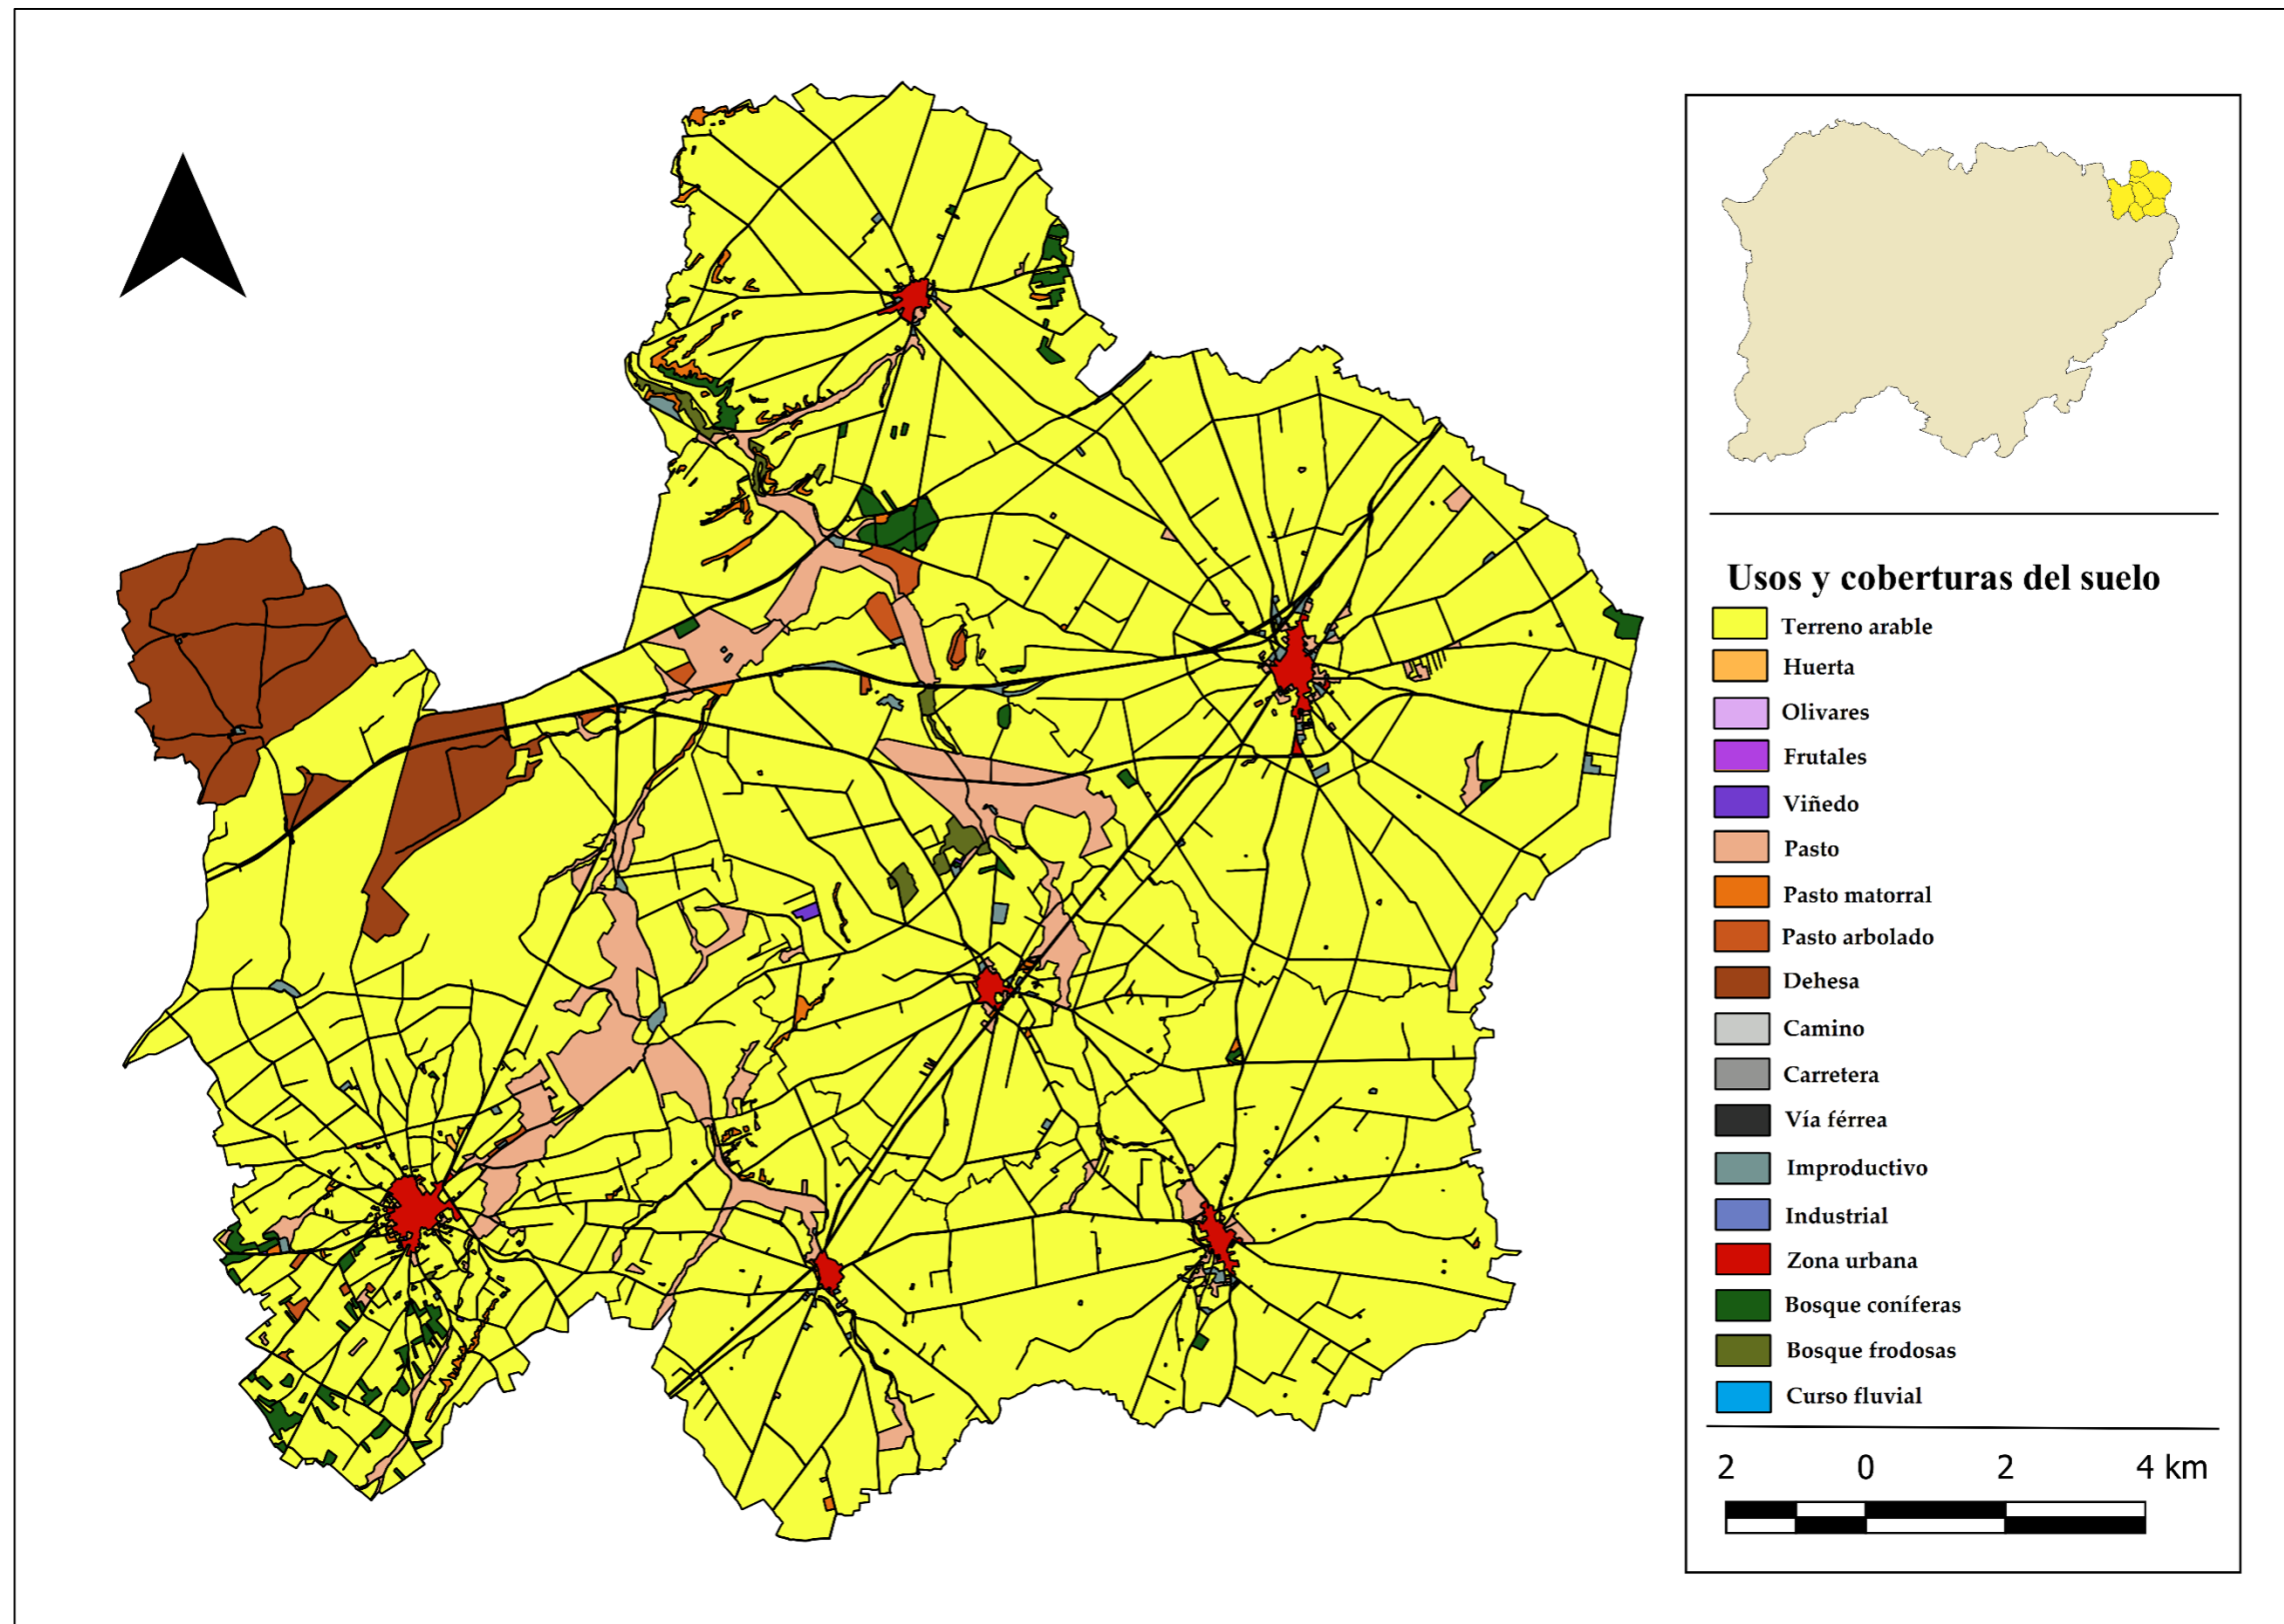 Usos y coberturas del suelo
Terreno arable
Huerta
Olivares
Frutales
Viñedo
Pasto
Pasto matorral
Pasto arbolado
Dehesa
Camino
Carretera
Vía férrea
Improductivo
Industrial
Zona urbana
Bosque coníferas
Bosque frodosas
Curso fluvial
2 0 2 4 km